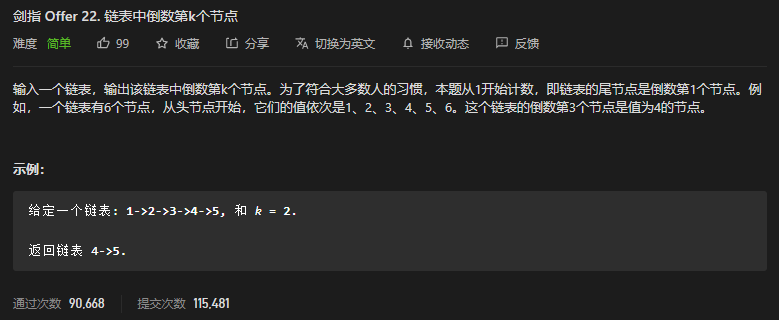 剑指 Offer 22. 链表中倒数第k个节点
难度 简单 99 收藏 分享 切换为英文 接收动态 反馈
输入一个链表，输出该链表中倒数第k个节点。为了符合大多数人的习惯，本题从1开始计数，即链表的尾节点是倒数第1个节点。例
如，一个链表有6个节点，从头节点开始，它们的值依次是1、2、3、4、5、6。这个链表的倒数第3个节点是值为4的节点。
示例：
给定一个链表: 1->2->3->4->5, 和 k = 2.
返回链表 4->5.
通过次数 90,668 提交次数 115,481